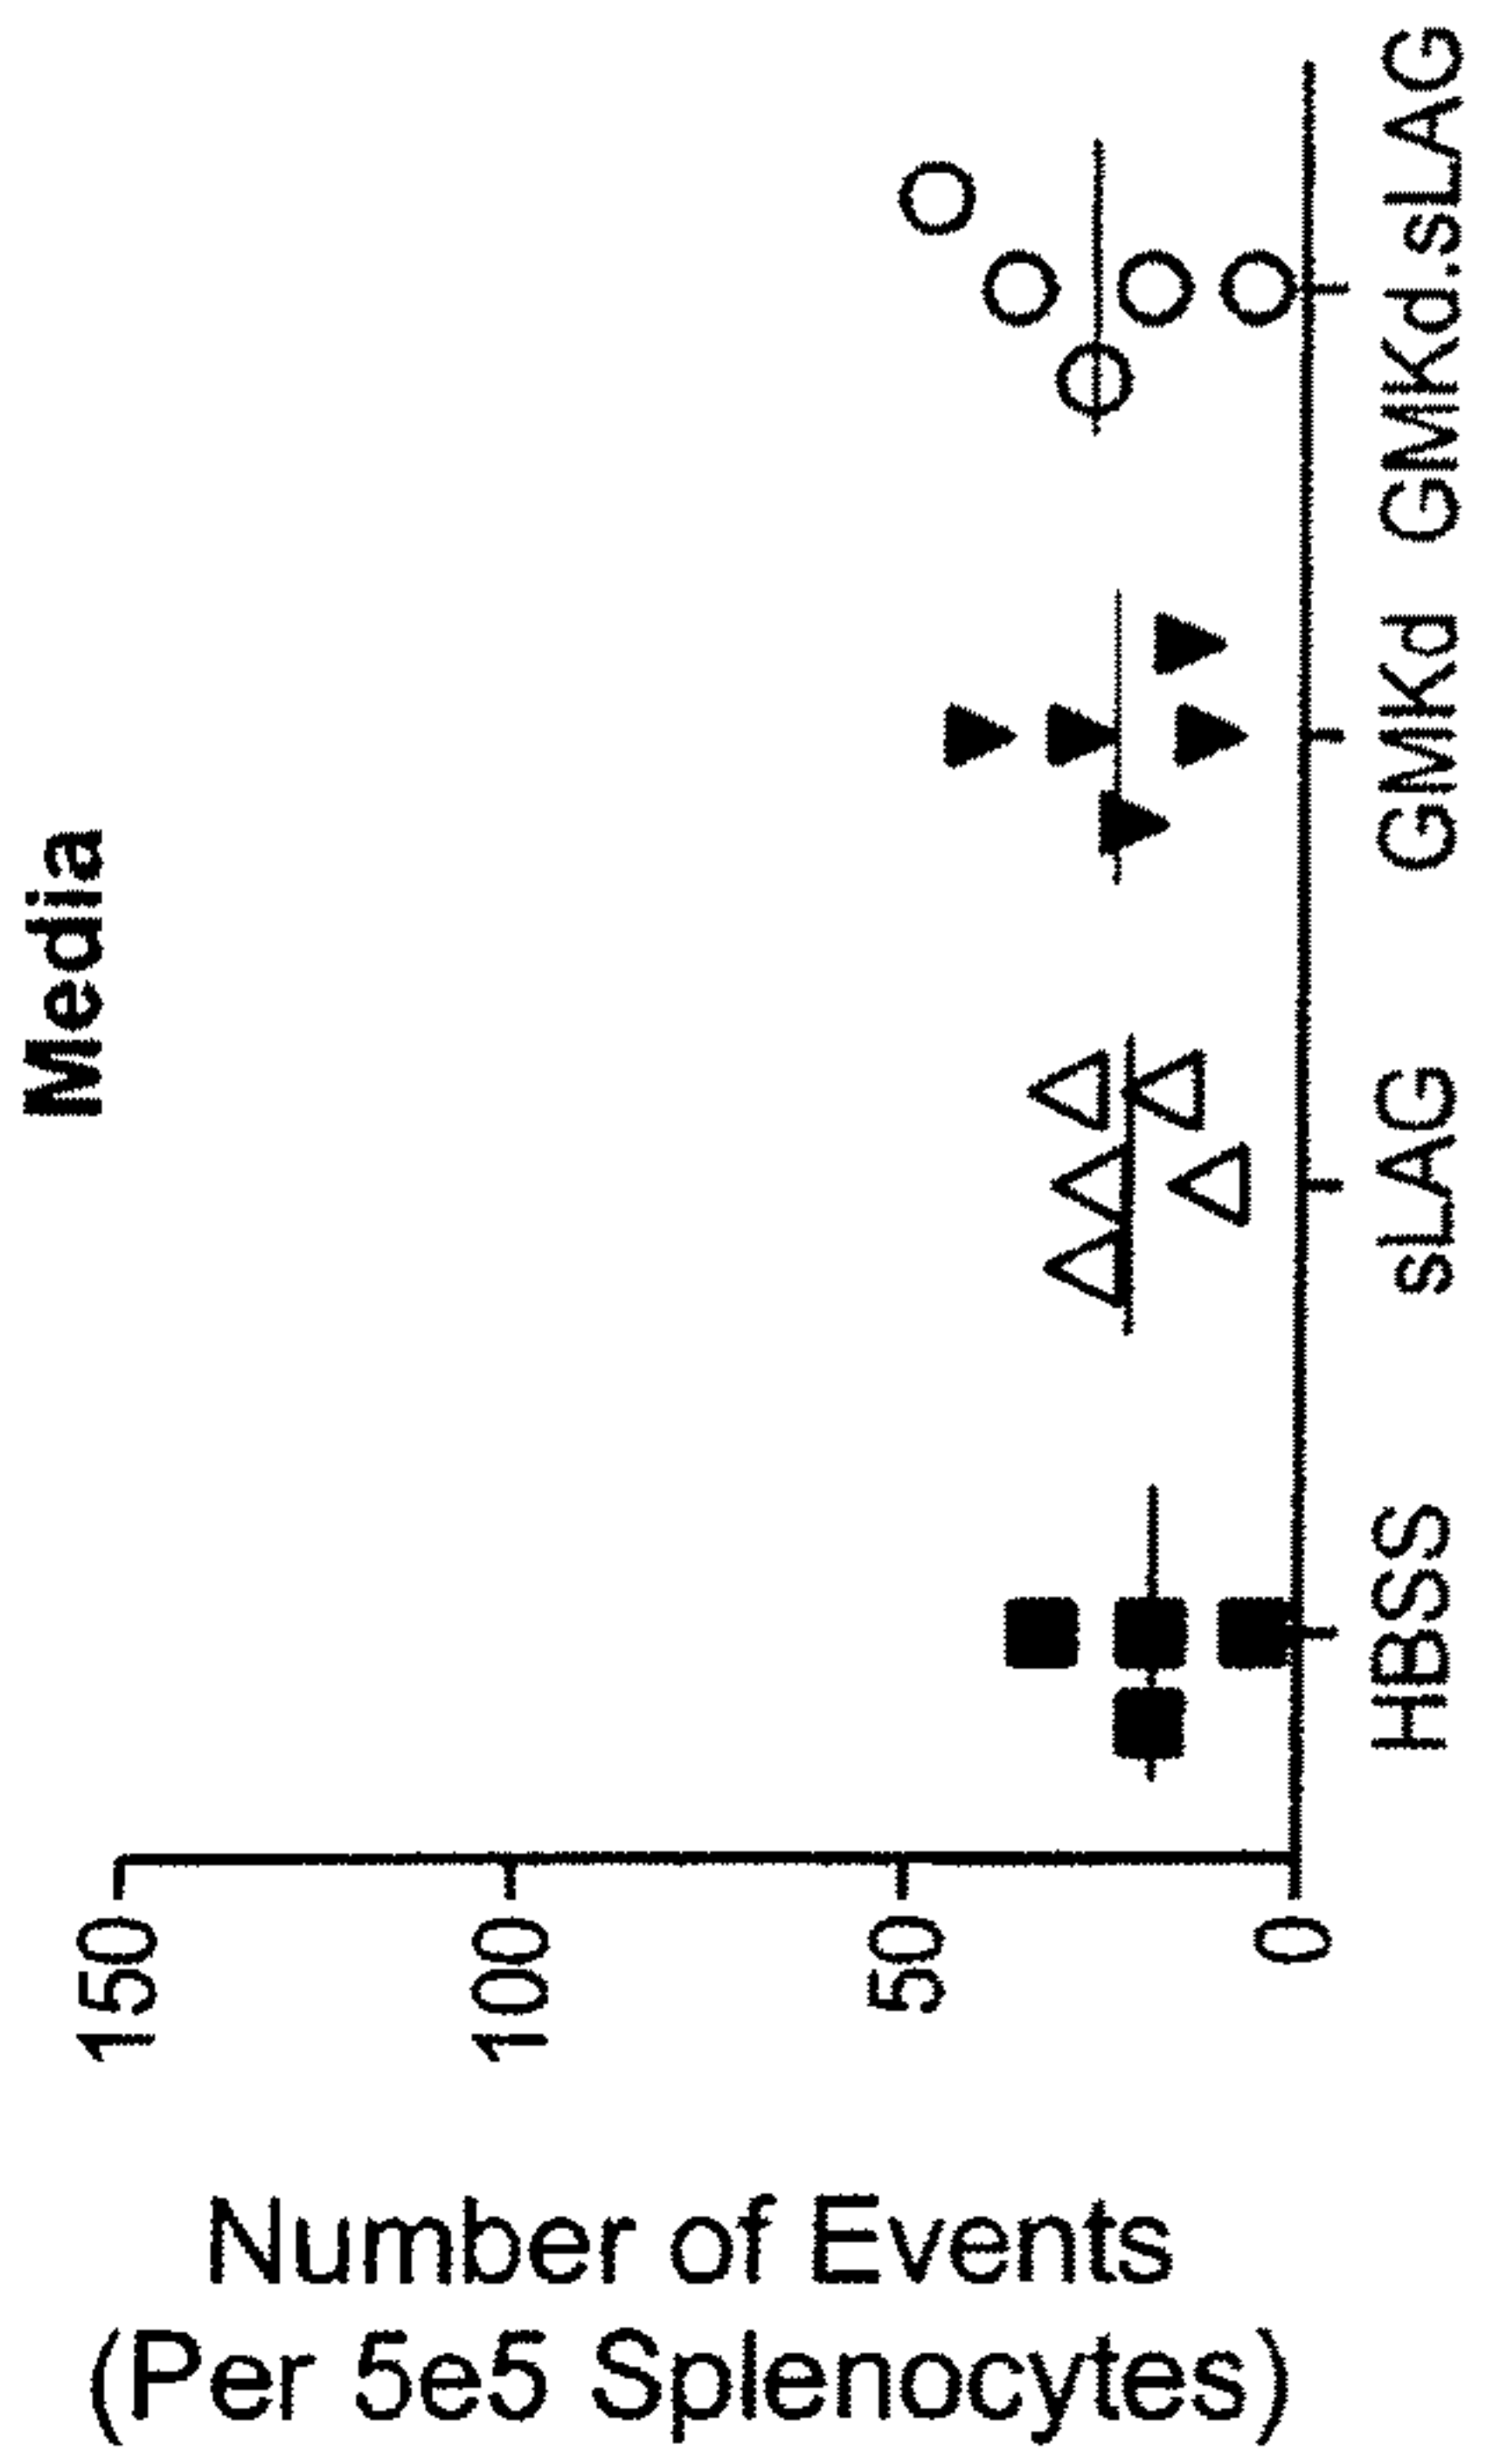 Media
Number of Events
(Per 5e5 Splenocytes)
150
100
50
0
HBSS
sLAG
GMKd
GMKd.sLAG